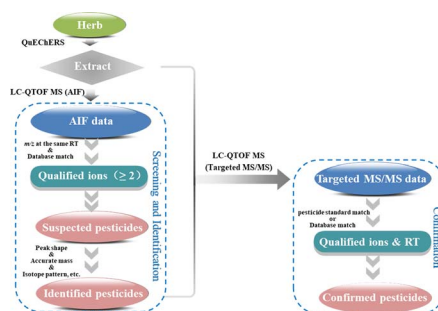 Herb
QuEChERS
Extract
LC-QTOF MS (AIF)
AIF data
m/z at the same RT
&
Database match
Qualified ions （≥ 2）
Suspected pesticides
Peak shape
&
Accurate mass
&
Isotope pattern, etc.
Identified pesticides
Screening and Identification
LC-QTOF MS
(Targeted MS/MS)
Targeted MS/MS data
pesticide standard match
or
Database match
Qualified ions & RT
Confirmed pesticides
Confirmation